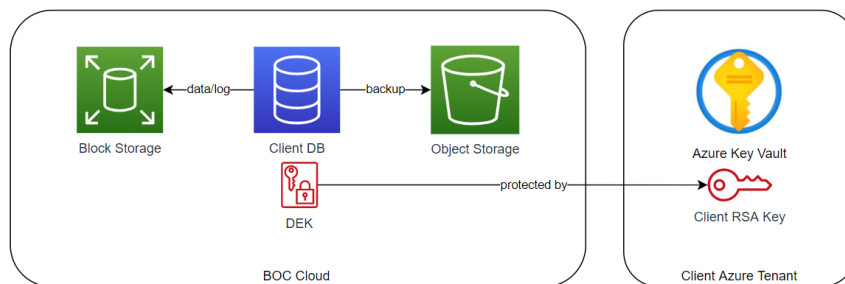 data/log
backup
Block Storage
Client DB
Object Storage
Azure Key Vault
protected by
DEK
Client RSA Key
BOC Cloud
Client Azure Tenant